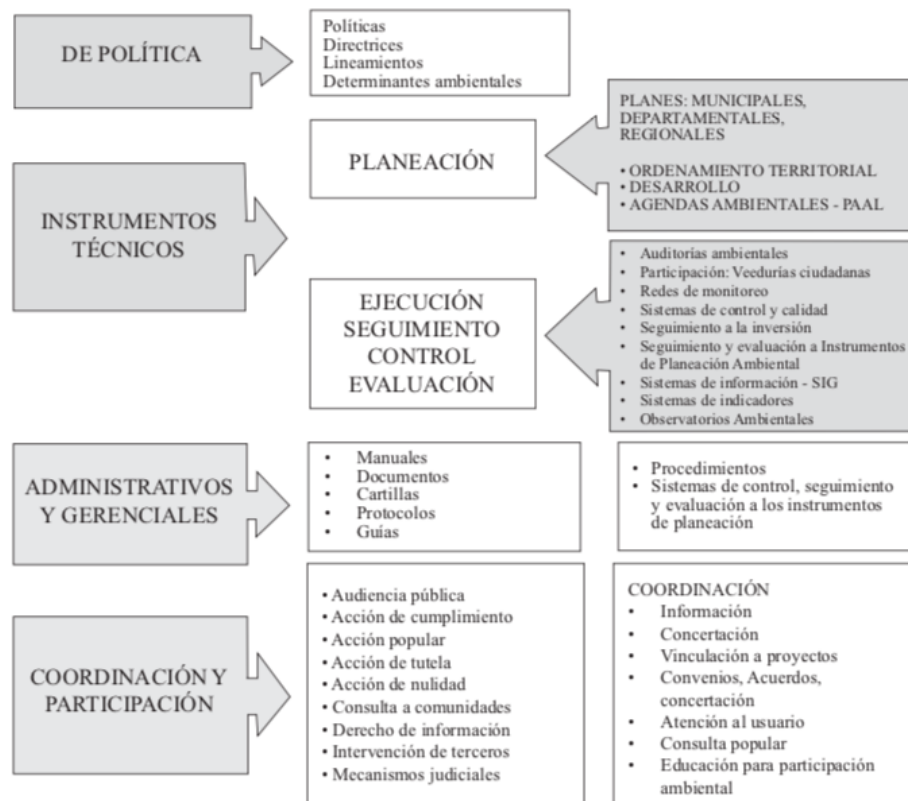 DE POLÍTICA
Políticas
Directrices
Lineamientos
Determinantes ambientales
INSTRUMENTOS
TÉCNICOS
PLANEACIÓN
PLANES: MUNICIPALES,
DEPARTAMENTALES,
REGIONALES
• ORDENAMIENTO TERRITORIAL
• DESARROLLO
• AGENDAS AMBIENTALES - PAAL
EJECUCIÓN
SEGUIMIENTO
CONTROL
EVALUACIÓN
• Auditorías ambientales
• Participación: Veedurías ciudadanas
• Redes de monitoreo
• Sistemas de control y calidad
• Seguimiento a la inversión
• Seguimiento y evaluación a Instrumentos
de Planeación Ambiental
• Sistemas de información - SIG
• Sistemas de indicadores
• Observatorios Ambientales
ADMINISTRATIVOS
Y GERENCIALES
• Manuales
• Documentos
• Cartillas
• Protocolos
• Guías
• Procedimientos
• Sistemas de control, seguimiento
y evaluación a los instrumentos
de planeación
COORDINACIÓN Y
PARTICIPACIÓN
• Audiencia pública
• Acción de cumplimiento
• Acción popular
• Acción de tutela
• Acción de nulidad
• Consulta a comunidades
• Derecho de información
• Intervención de terceros
• Mecanismos judiciales
COORDINACIÓN
• Información
• Concertación
• Vinculación a proyectos
• Convenios, Acuerdos,
concertación
• Atención al usuario
• Consulta popular
• Educación para participación
ambiental